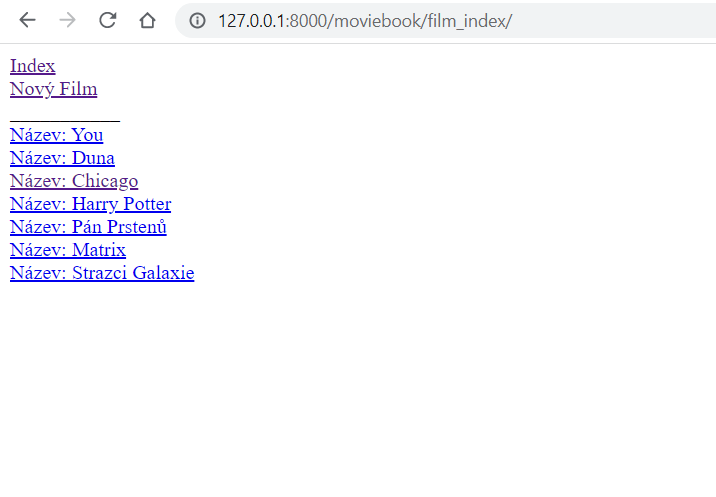 127.0.0.1:8000/moviebook/film_index/
Index
Nový Film
___________
Název: You
Název: Duna
Název: Chicago
Název: Harry Potter
Název: Pán Prstenů
Název: Matrix
Název: Strazci Galaxie